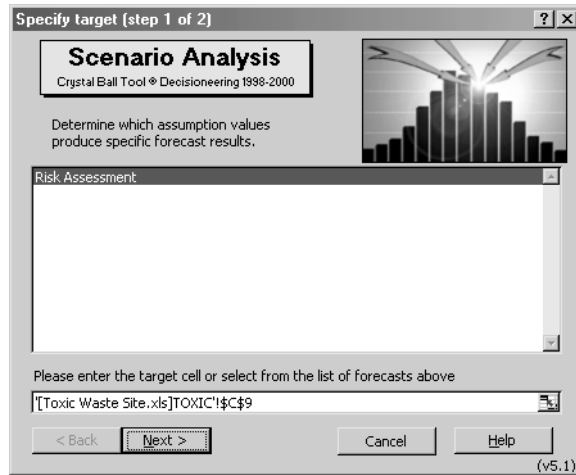 Specify target (step 1 of 2)
Scenario Analysis
Crystal Ball Tool ® Decisioneering 1998-2000
Determine which assumption values
produce specific forecast results.
Risk Assessment
Please enter the target cell or select from the list of forecasts above
'[Toxic Waste Site.xls]TOXIC'!$C$9
< Back
Next >
Cancel
Help
(v5.1)